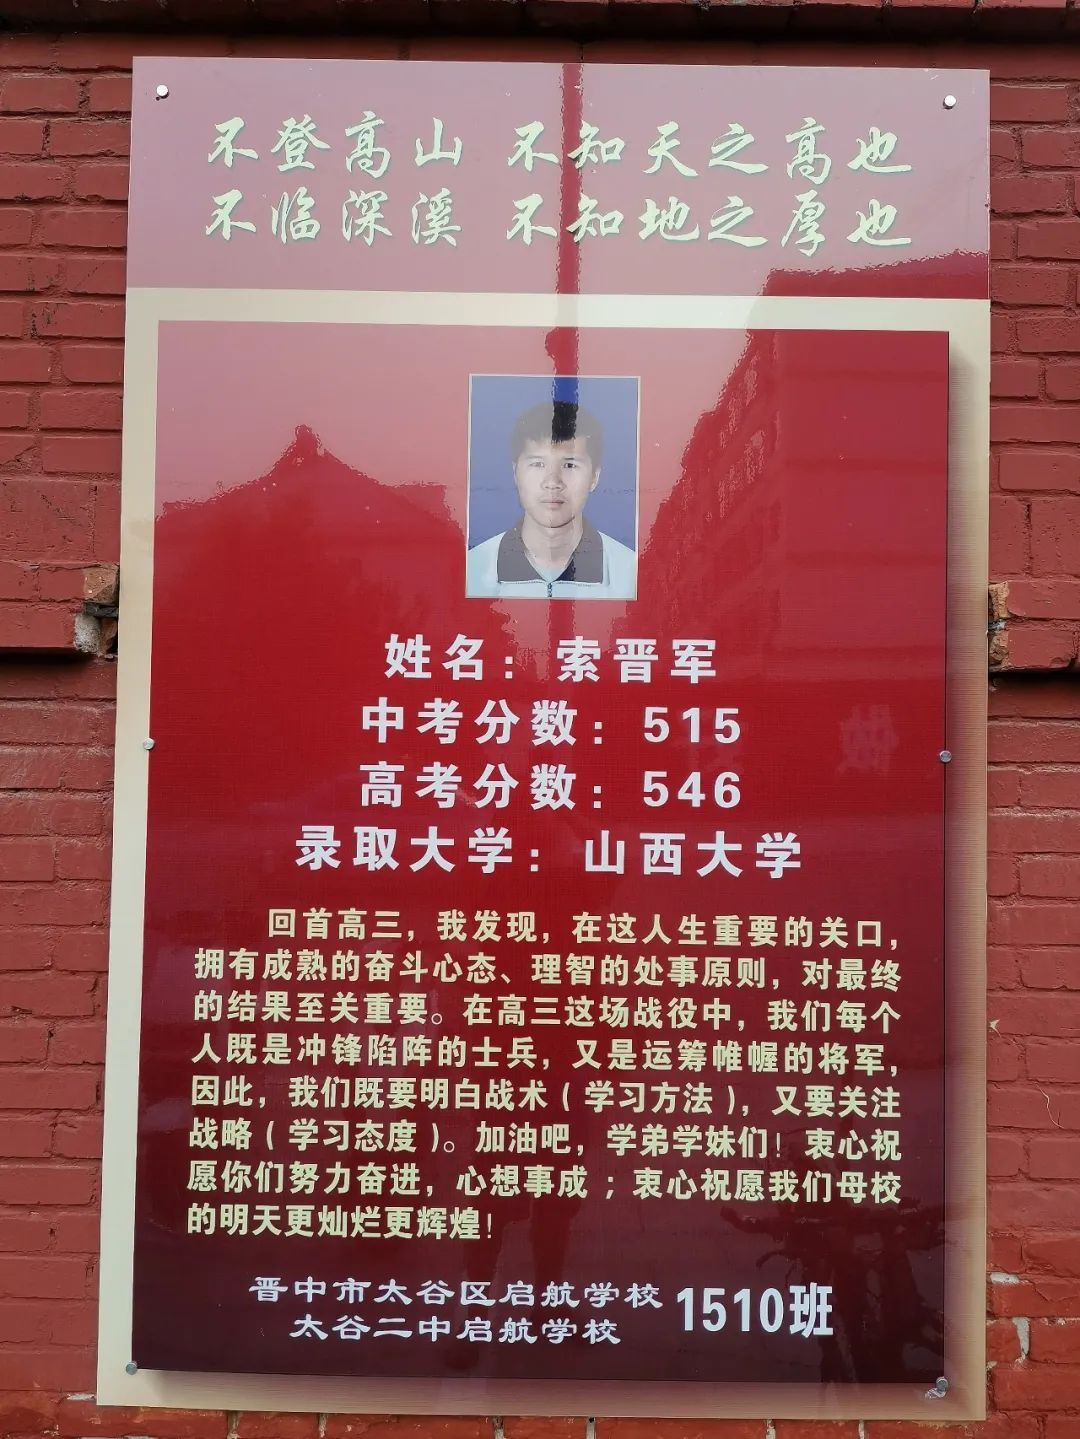 不登高山 不知天之高也
不临深溪 不知地之厚也
姓名：索晋军
中考分数：515
高考分数：546
录取大学：山西大学
回首高三，我发现，在这人生重要的关口，
拥有成熟的奋斗心态、理智的处事原则，对最终
的结果至关重要。在高三这场战役中，我们每个
人既是冲锋陷阵的士兵，又是运筹帷幄的将军，
因此，我们既要明白战术（学习方法），又要关注
战略（学习态度）。加油吧，学弟学妹们！衷心祝
愿你们努力奋进，心想事成；衷心祝愿我们母校
的明天更灿烂更辉煌！
晋中市太谷区启航学校
太谷二中启航学校
1510班